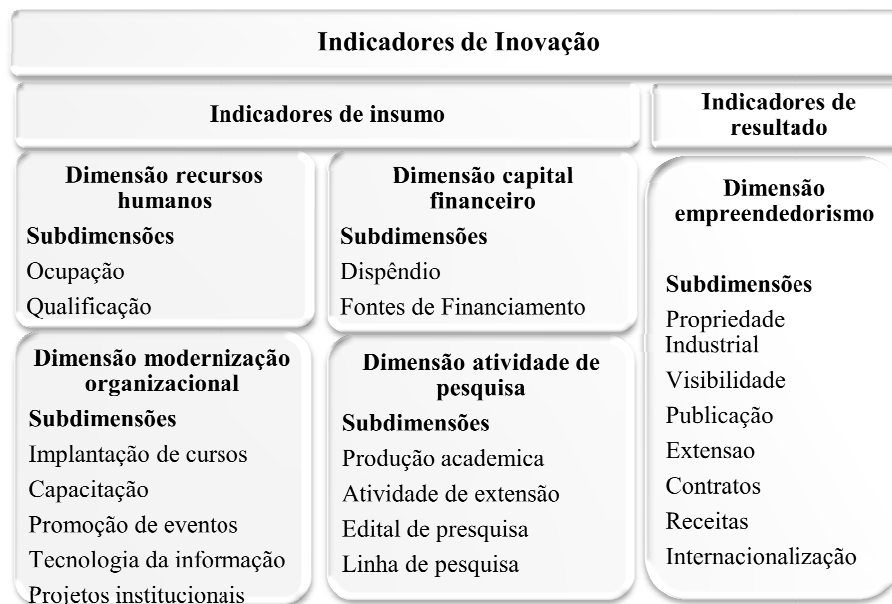 Indicadores de Inovação
Indicadores de insumo
Indicadores de
resultado
Dimensão recursos
humanos
Subdimensões
Ocupação
Qualificação
Dimensão capital
financeiro
Subdimensões
Dispêndio
Fontes de Financiamento
Dimensão modernização
organizacional
Subdimensões
Implantação de cursos
Capacitação
Promoção de eventos
Tecnologia da informação
Projetos institucionais
Dimensão atividade de
pesquisa
Subdimensões
Produção academica
Atividade de extensão
Edital de presquisa
Linha de pesquisa
Dimensão
empreendedorismo
Subdimensões
Propriedade
Industrial
Visibilidade
Publicação
Extensao
Contratos
Receitas
Internacionalização